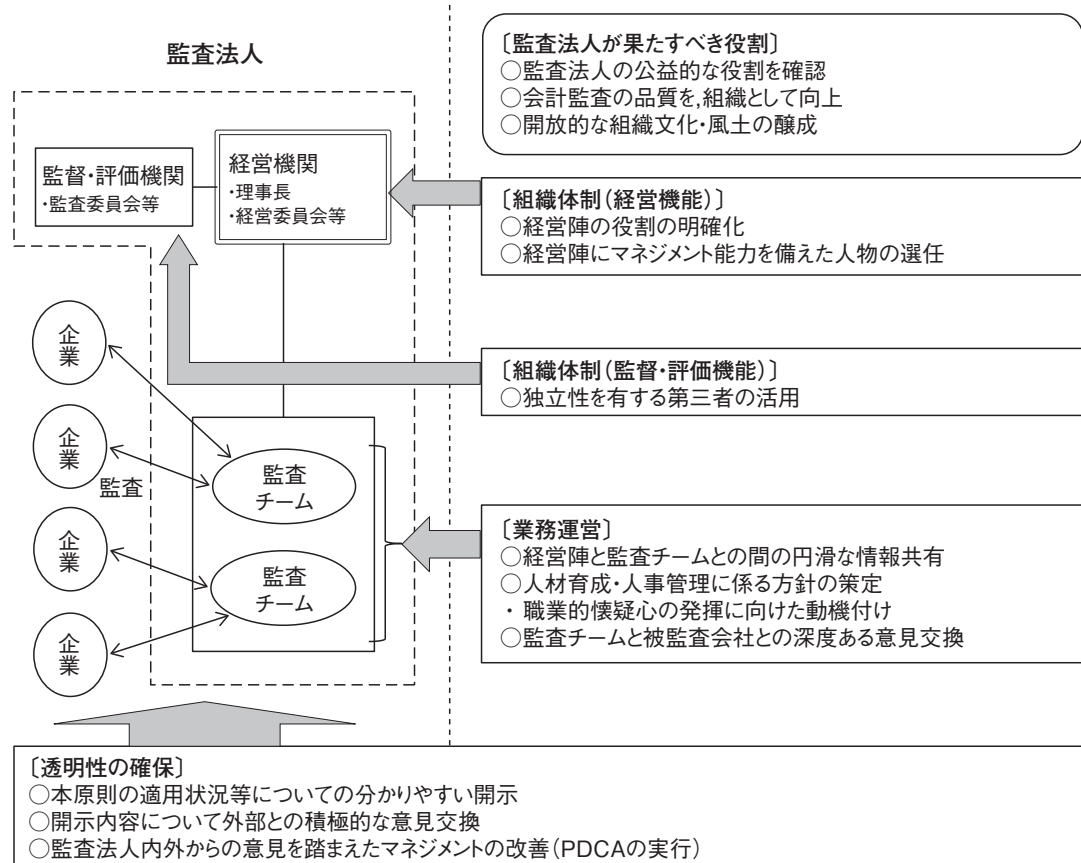 監査法人
監督・評価機関
・監査委員会等
経営機関
・理事長
・経営委員会等
企業
企業
監査
企業
企業
監査
チーム
監査
チーム
〔監査法人が果たすべき役割〕
○監査法人の公益的な役割を確認
○会計監査の品質を,組織として向上
○開放的な組織文化・風土の醸成
〔組織体制(経営機能)〕
○経営陣の役割の明確化
○経営陣にマネジメント能力を備えた人物の選任
〔組織体制(監督・評価機能)〕
○独立性を有する第三者の活用
〔業務運営〕
○経営陣と監査チームとの間の円滑な情報共有
○人材育成・人事管理に係る方針の策定
・ 職業的懐疑心の発揮に向けた動機付け
○監査チームと被監査会社との深度ある意見交換
〔透明性の確保〕
○本原則の適用状況等についての分かりやすい開示
○開示内容について外部との積極的な意見交換
○監査法人内外からの意見を踏まえたマネジメントの改善(PDCAの実行)